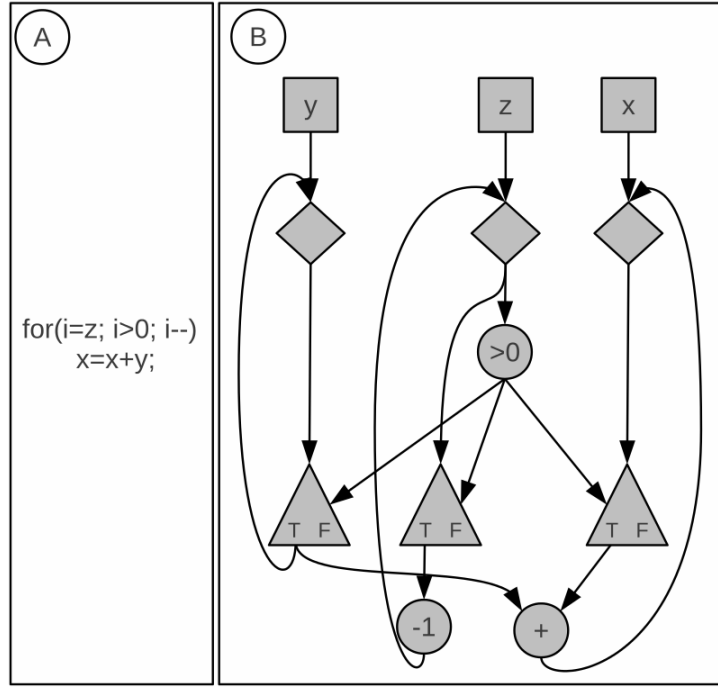 A
for(i=z; i>0; i--)
x=x+y;
B
y
z
x
>0
T F
T F
T F
-1
+